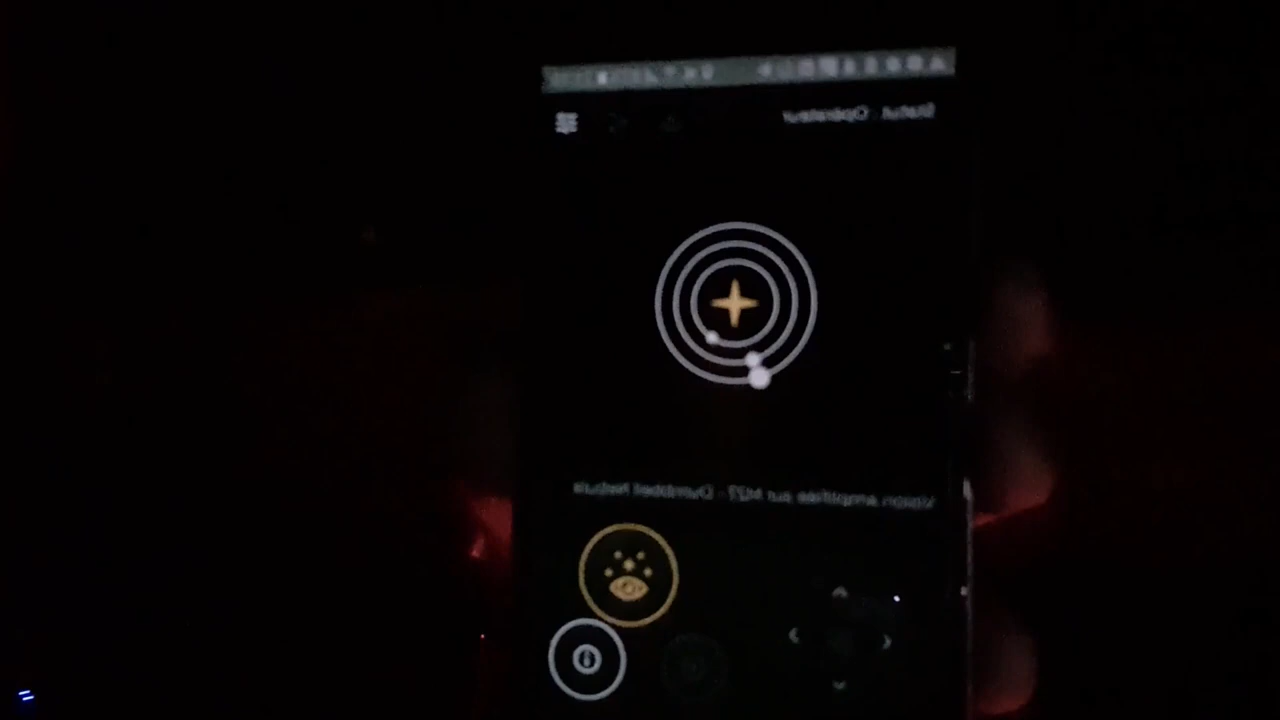 Statut : Opérateur
Vision amplifiée sur M27 - Dumbbell Nebula